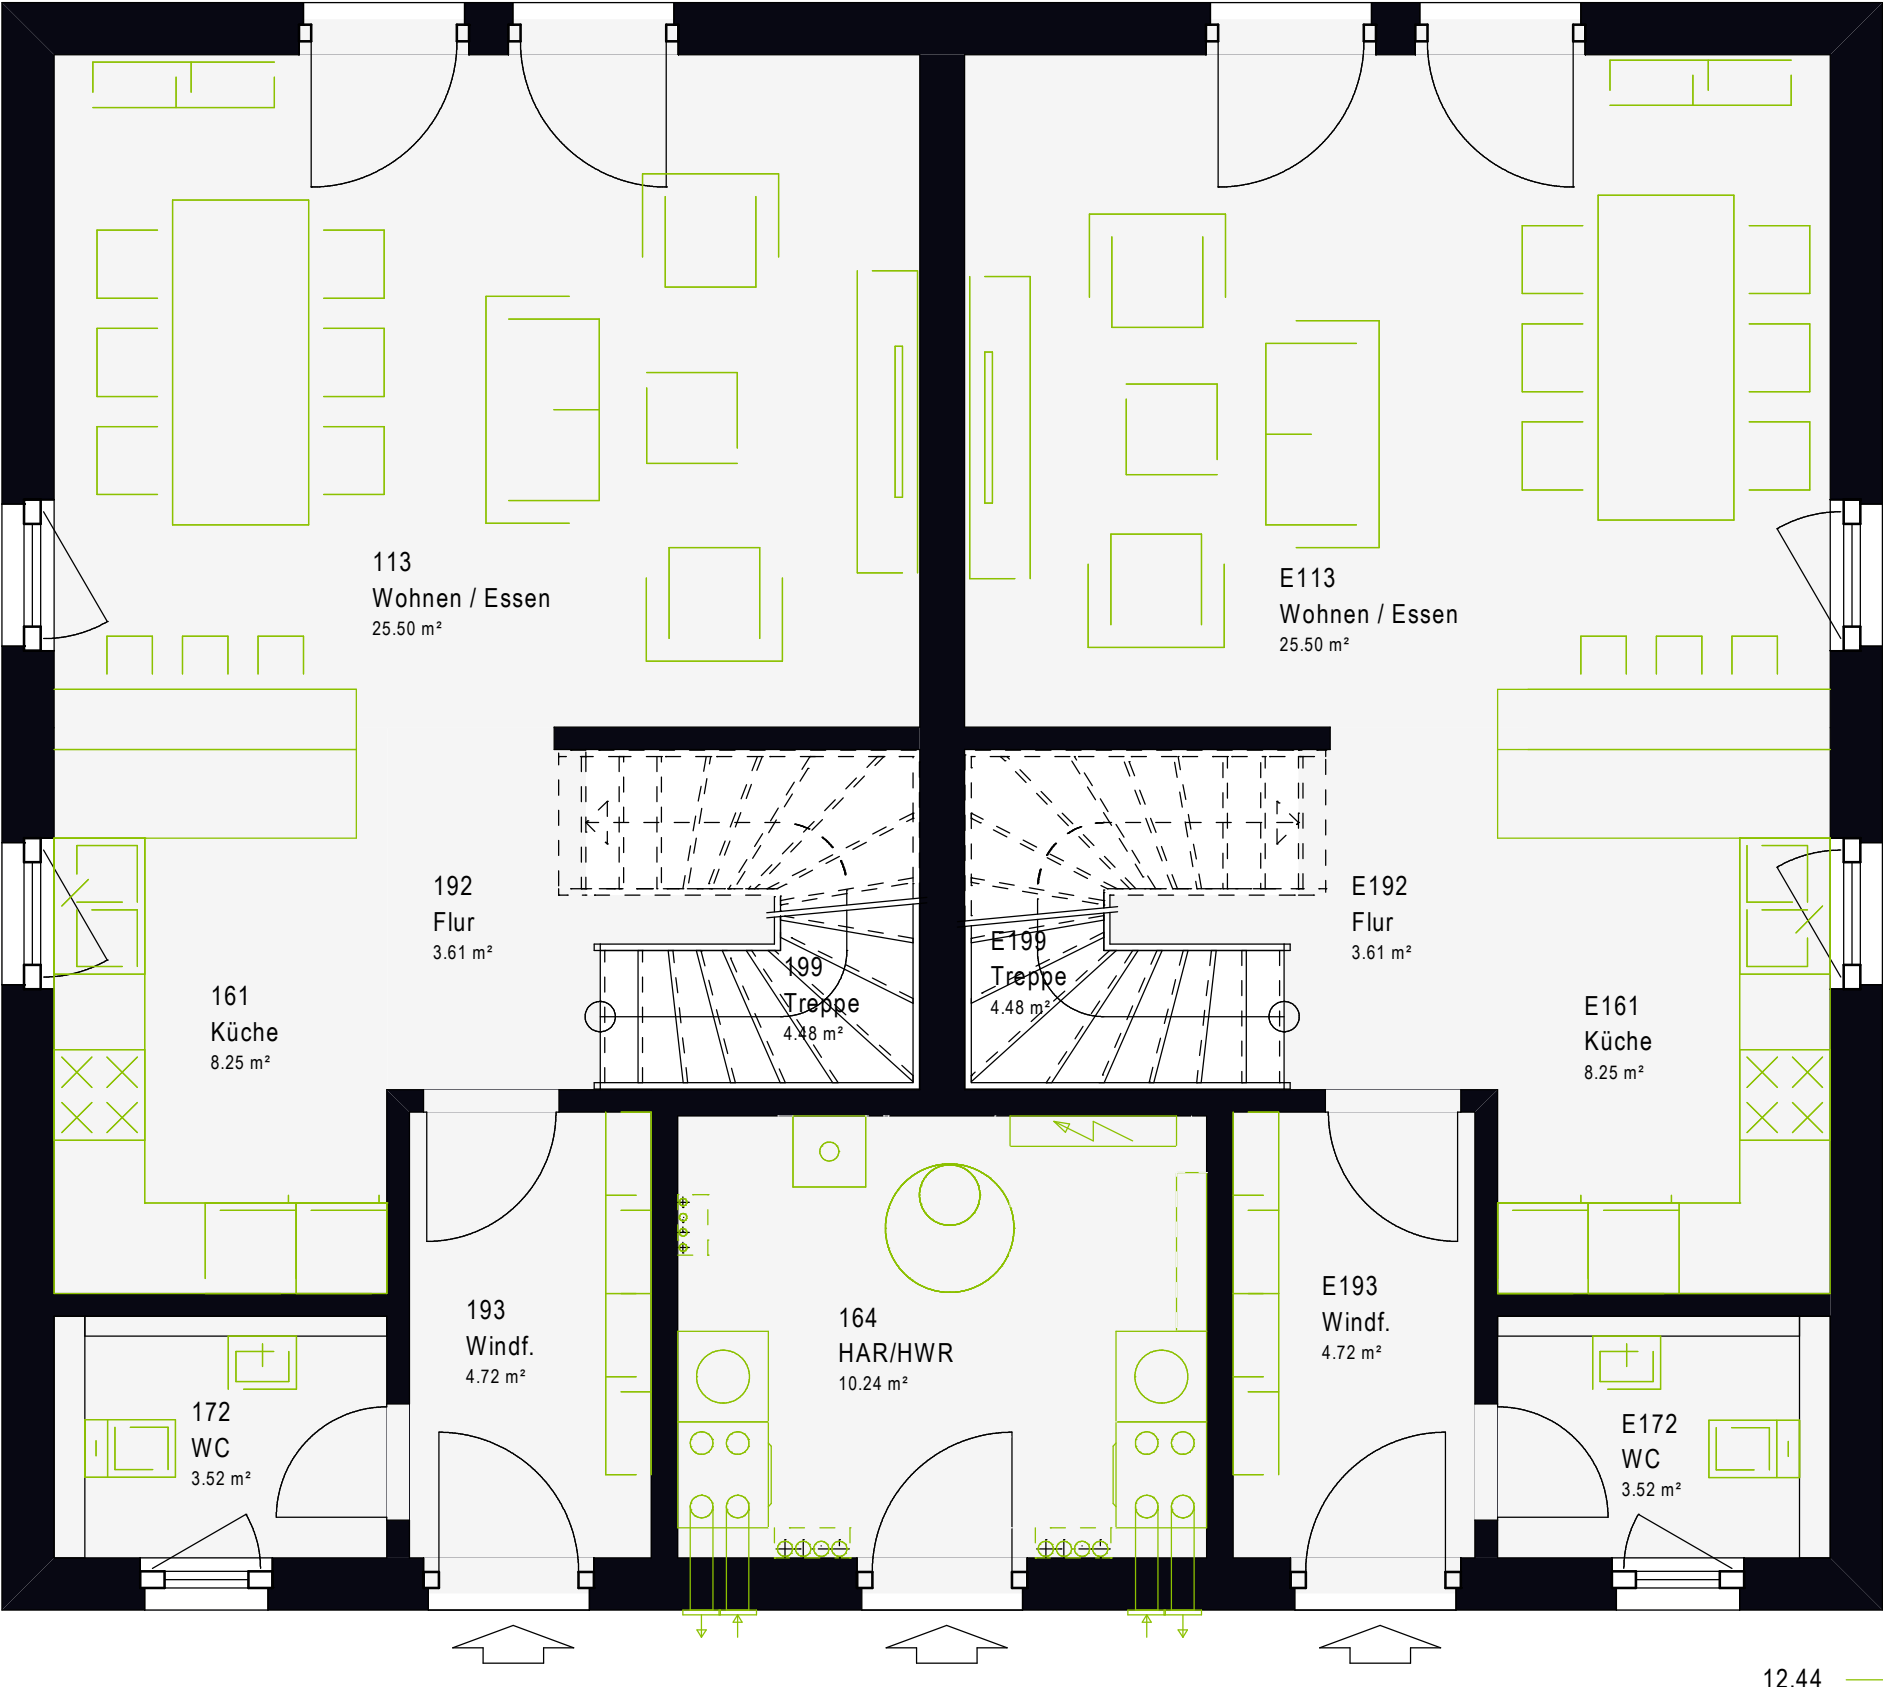 113
Wohnen / Essen
25.50 m²
E113
Wohnen / Essen
25.50 m²
192
Flur
3.61 m²
E192
Flur
3.61 m²
199
Treppe
4.48 m²
E199
Treppe
4.48 m²
161
Küche
8.25 m²
E161
Küche
8.25 m²
193
Windf.
4.72 m²
164
HAR/HWR
10.24 m²
E193
Windf.
4.72 m²
172
WC
3.52 m²
E172
WC
3.52 m²
12.44